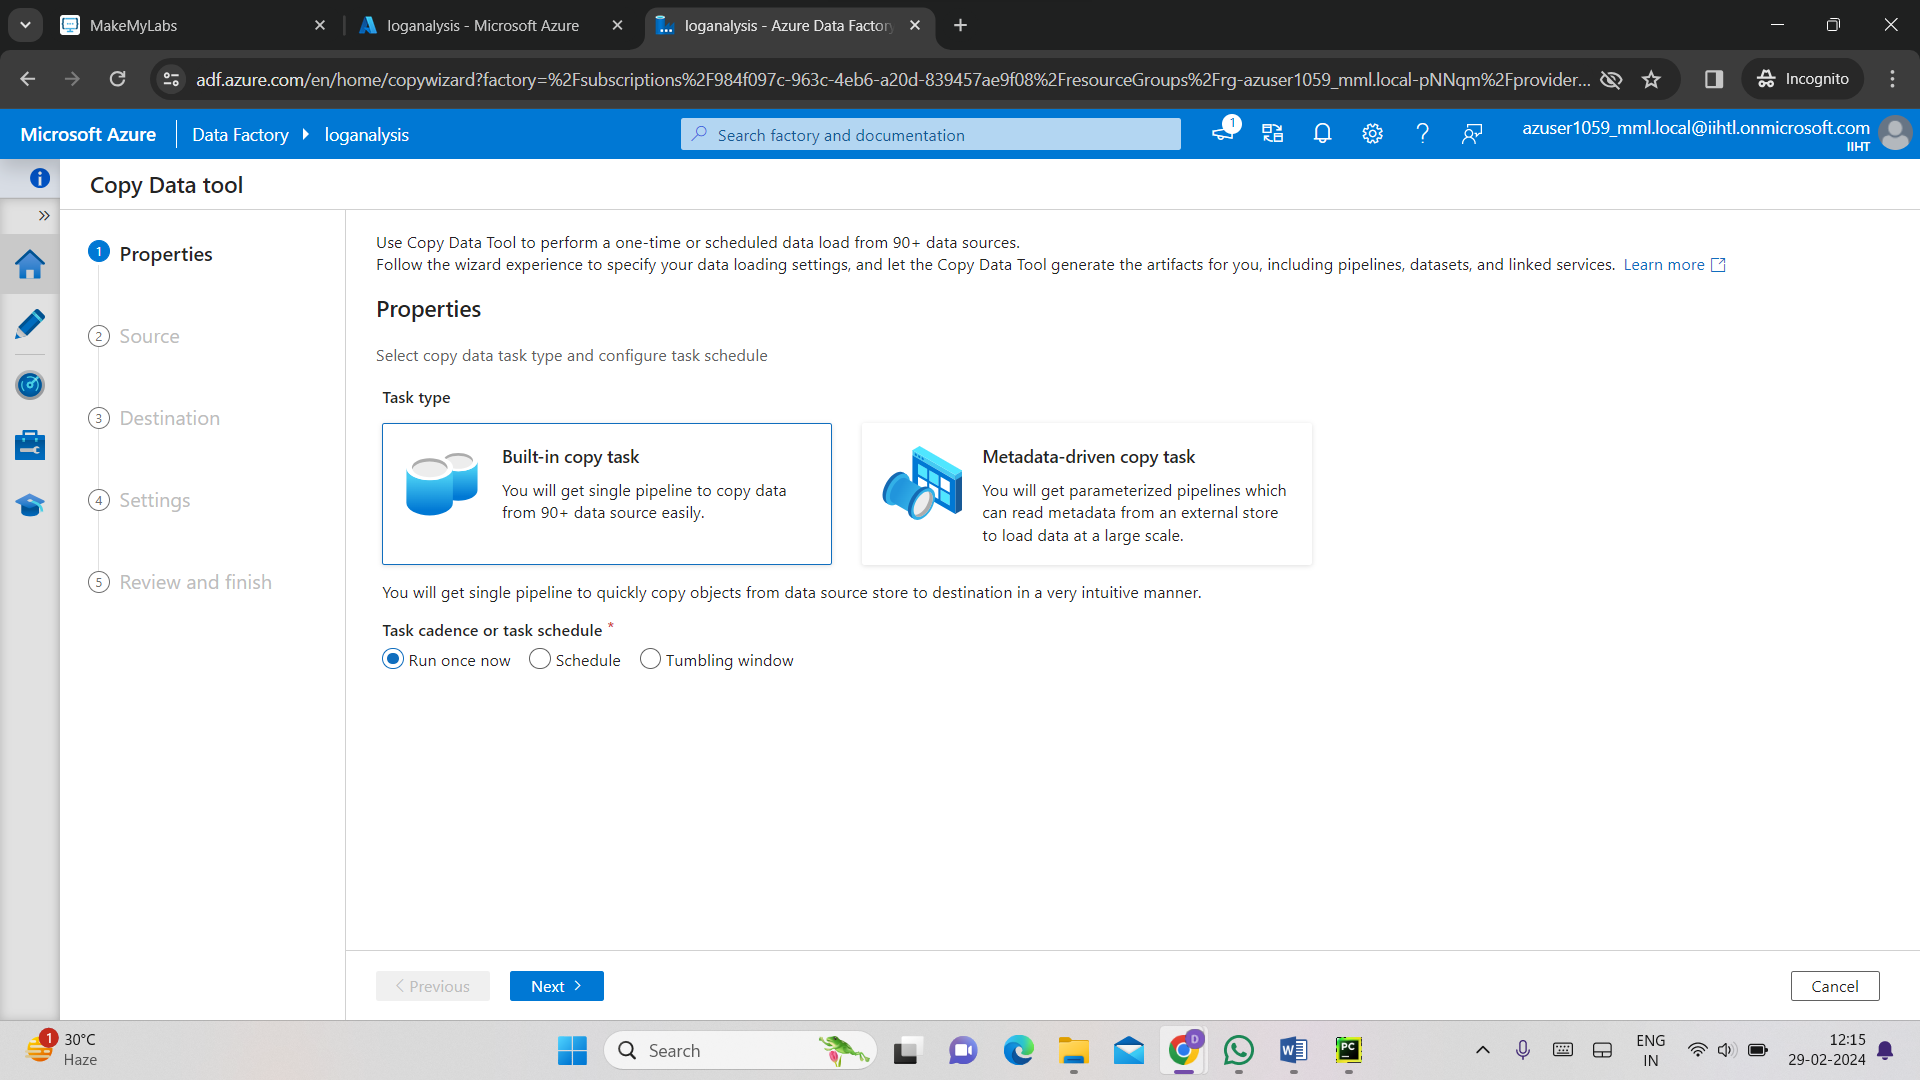 MakeMyLabs
loganalysis - Microsoft Azure
loganalysis - Azure Data Factory
adf.azure.com/en/home/copywizard?factory=%2Fsubscriptions%2F984f097c-963c-4eb6-a20d-839457ae9f08%2FresourceGroups%2Frg-azuser1059_mml.local-pNNqm%2Fprovider...
Incognito
Microsoft Azure
Data Factory
loganalysis
Search factory and documentation
1
azuser1059_mml.local@iihtl.onmicrosoft.com
IIHT
Copy Data tool
1 Properties
2 Source
3 Destination
4 Settings
5 Review and finish
Use Copy Data Tool to perform a one-time or scheduled data load from 90+ data sources.
Follow the wizard experience to specify your data loading settings, and let the Copy Data Tool generate the artifacts for you, including pipelines, datasets, and linked services. Learn more
Properties
Select copy data task type and configure task schedule
Task type
Built-in copy task
You will get single pipeline to copy data
from 90+ data source easily.
Metadata-driven copy task
You will get parameterized pipelines which
can read metadata from an external store
to load data at a large scale.
You will get single pipeline to quickly copy objects from data source store to destination in a very intuitive manner.
Task cadence or task schedule *
Run once now
Schedule
Tumbling window
< Previous
Next >
Cancel
1
30°C
Haze
Search
D
W
PC
ENG
IN
12:15
29-02-2024